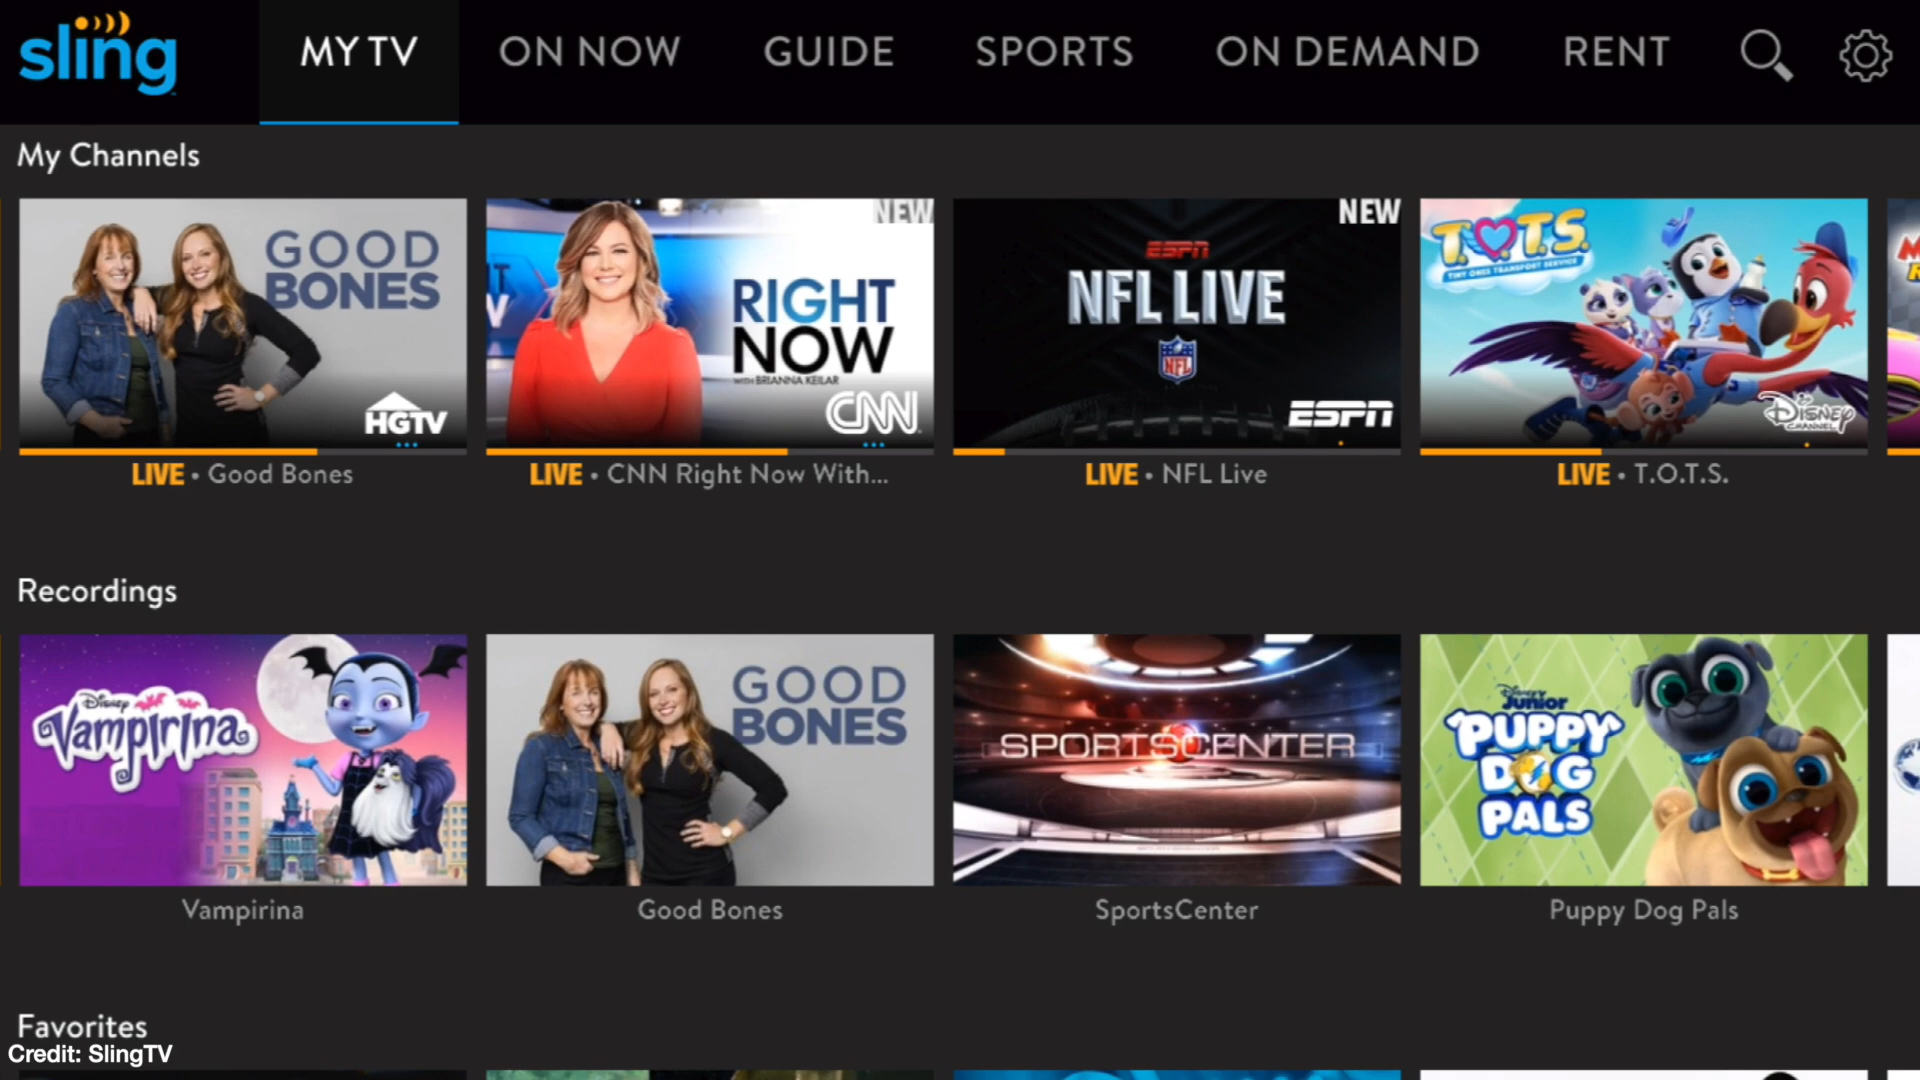 sling
MY TV
ON NOW
GUIDE
SPORTS
ON DEMAND
RENT
My Channels
GOOD
BONES
HGTV
LIVE • Good Bones
NEW
RIGHT
NOW
WITH BRIANNA KEILAR
CNN
LIVE • CNN Right Now With...
NEW
ESPN
NFL LIVE
NFL
ESPN
LIVE • NFL Live
T.O.T.S.
TINY ONES TRANSPORT SERVICE
Disney
CHANNEL
LIVE • T.O.T.S.
Recordings
Disney
Vampirina
Vampirina
GOOD
BONES
Good Bones
SPORTSCENTER
SportsCenter
Disney
Junior
PUPPY
DOG
PALS
Puppy Dog Pals
Favorites
Credit: SlingTV